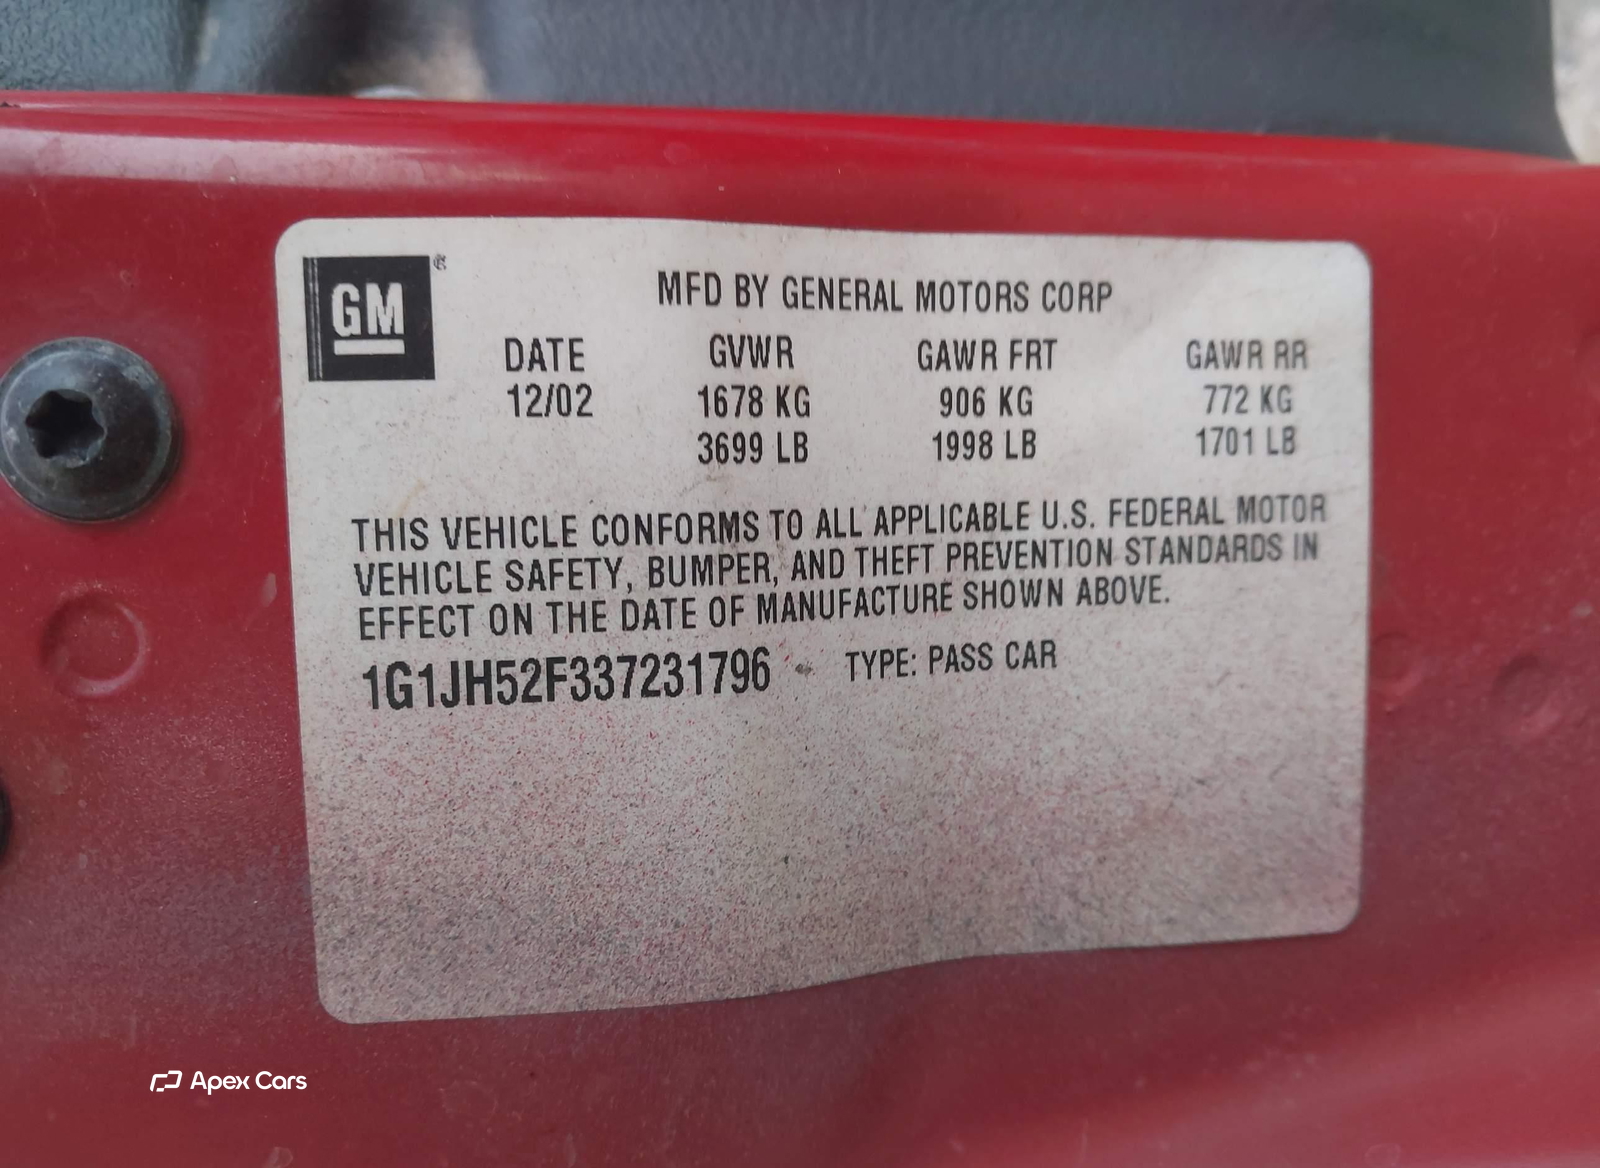 GM ®
MFD BY GENERAL MOTORS CORP
DATE GVWR GAWR FRT GAWR RR
12/02 1678 KG 906 KG 772 KG
3699 LB 1998 LB 1701 LB
THIS VEHICLE CONFORMS TO ALL APPLICABLE U.S. FEDERAL MOTOR
VEHICLE SAFETY, BUMPER, AND THEFT PREVENTION STANDARDS IN
EFFECT ON THE DATE OF MANUFACTURE SHOWN ABOVE.
1G1JH52F337231796 TYPE: PASS CAR
Apex Cars